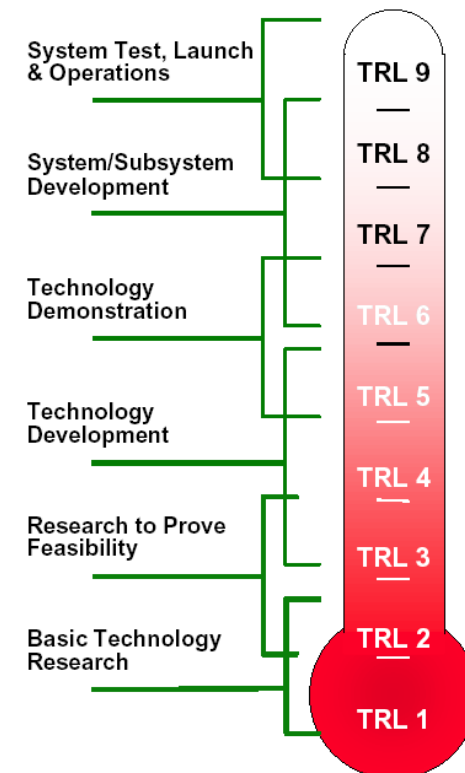 System Test, Launch
& Operations
System/Subsystem
Development
Technology
Demonstration
Technology
Development
Research to Prove
Feasibility
Basic Technology
Research
TRL 9
TRL 8
TRL 7
TRL 6
TRL 5
TRL 4
TRL 3
TRL 2
TRL 1